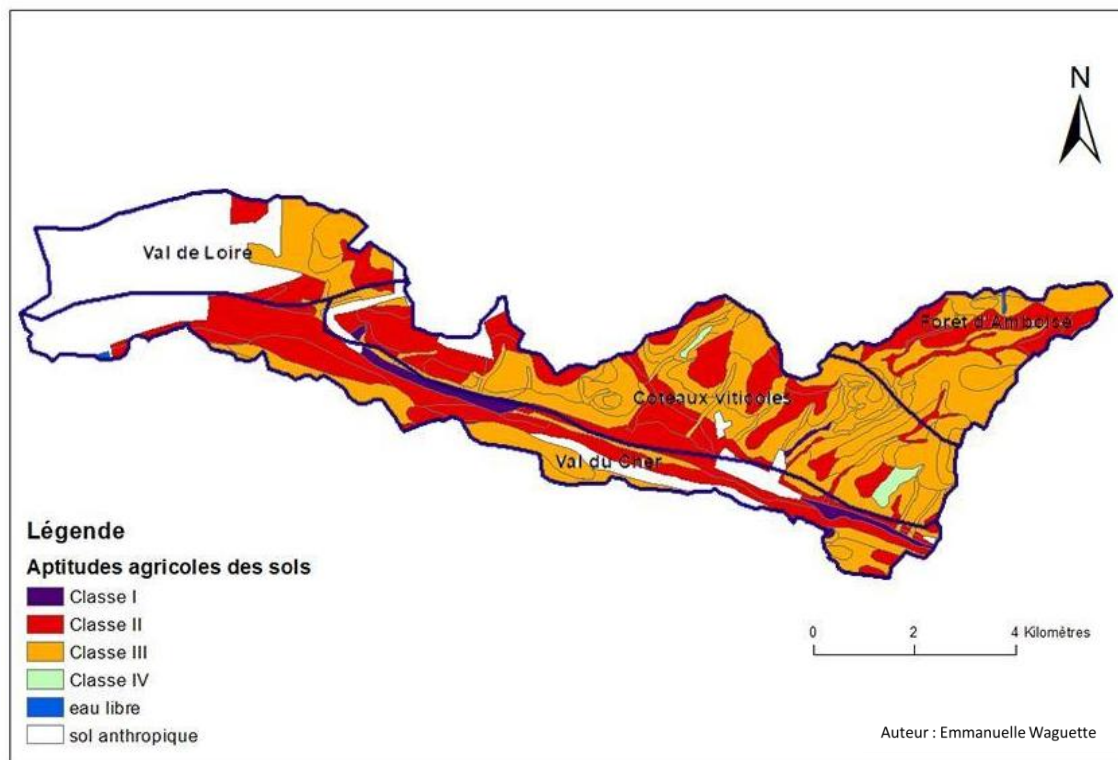 N
Val de Loire
Forêt d'Amboise
Coteaux viticoles
Val du Cher
Légende
Aptitudes agricoles des sols
Classe I
Classe II
Classe III
Classe IV
eau libre
sol anthropique
0 2 4 Kilomètres
Auteur : Emmanuelle Waguette